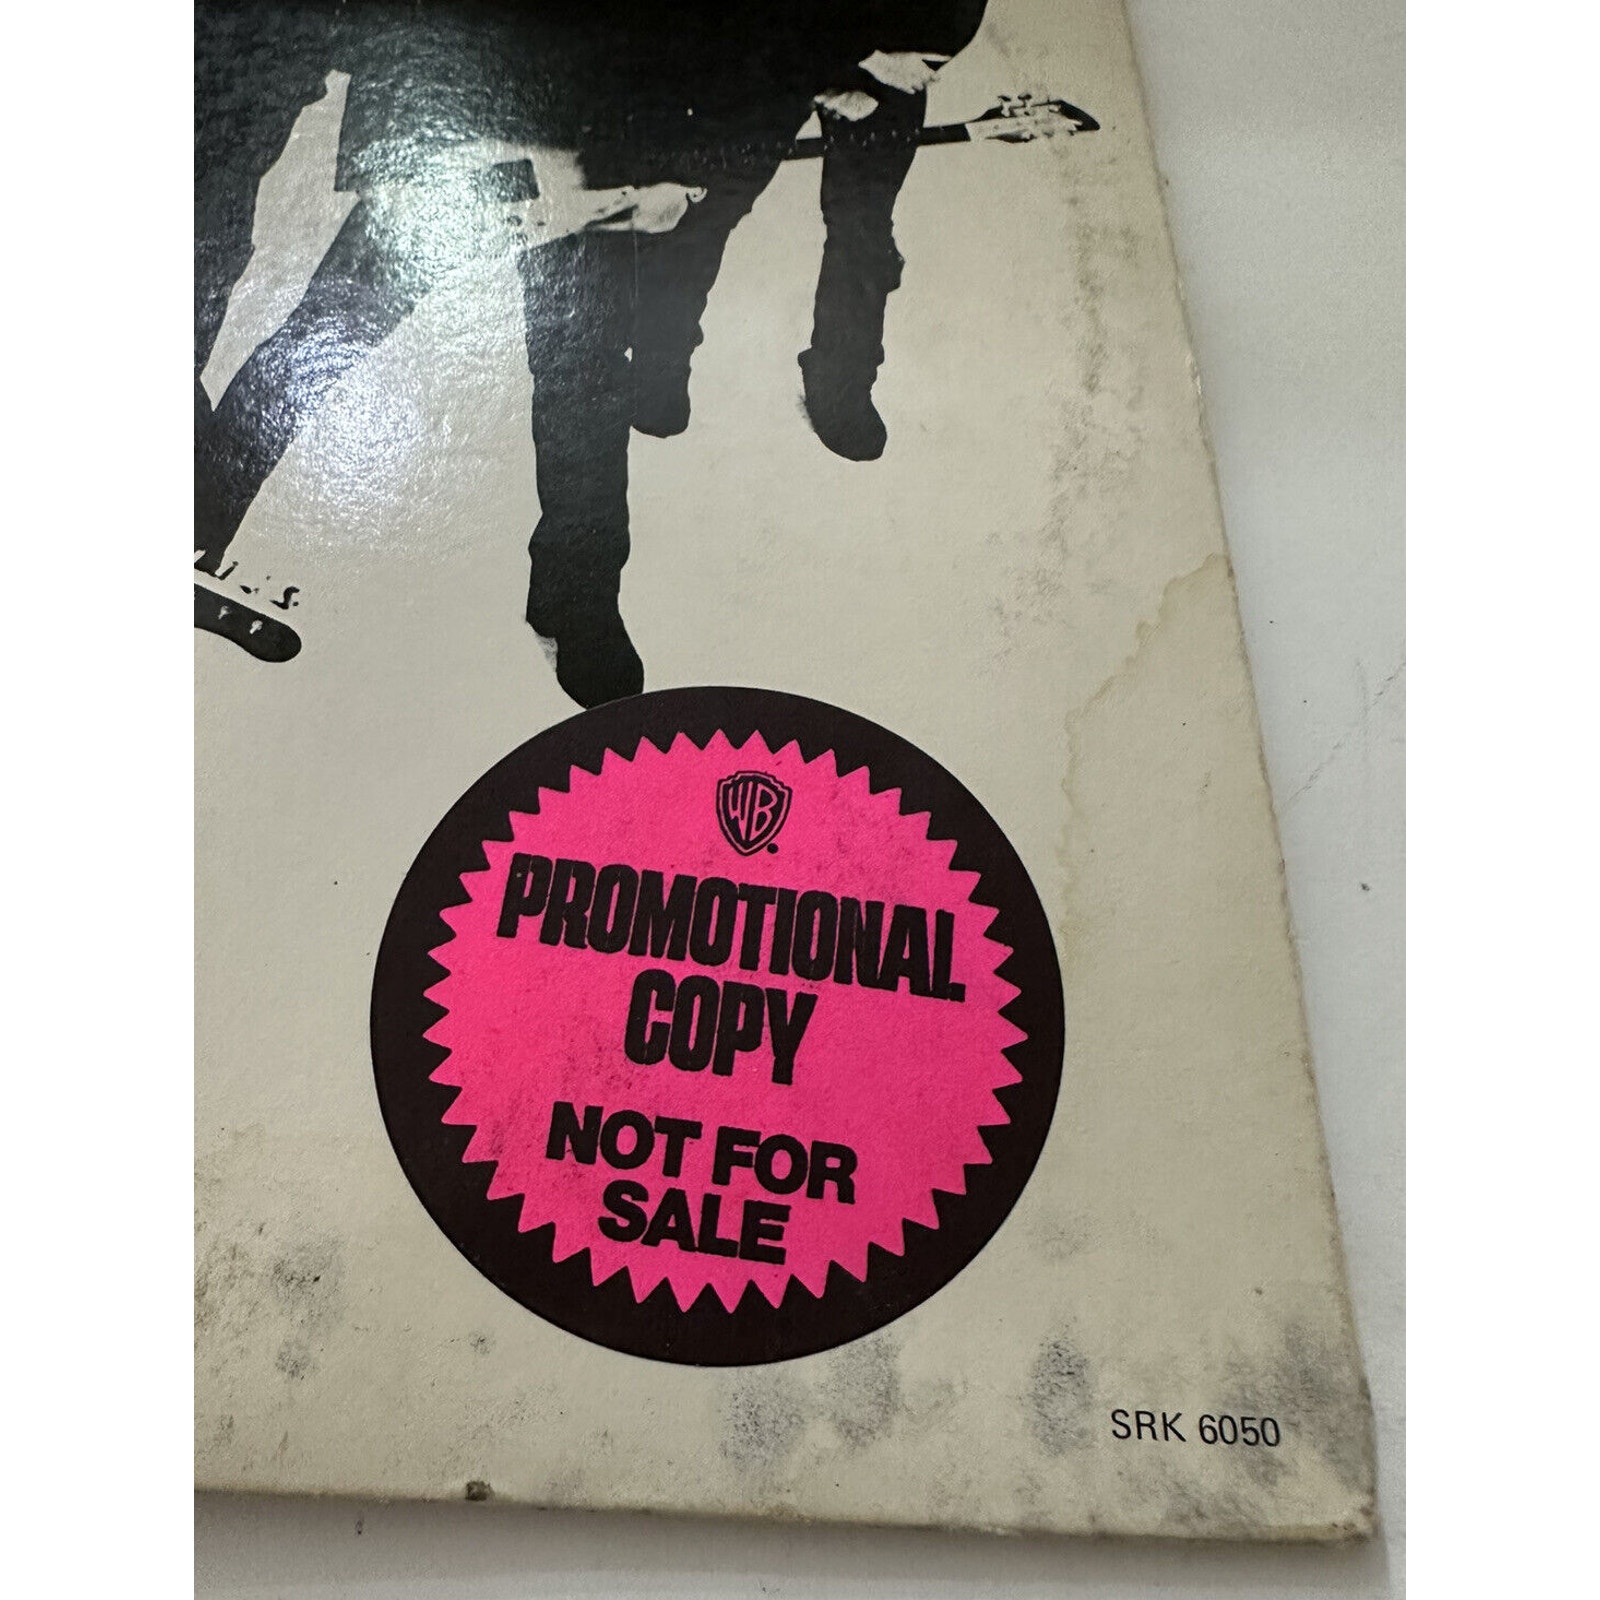 WB
PROMOTIONAL
COPY
NOT FOR
SALE
SRK 6050